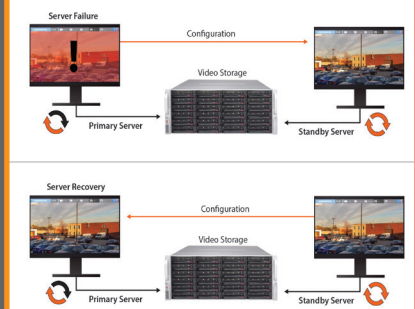 Server Failure
Configuration
Video Storage
Primary Server
Standby Server
Server Recovery
Configuration
Video Storage
Primary Server
Standby Server